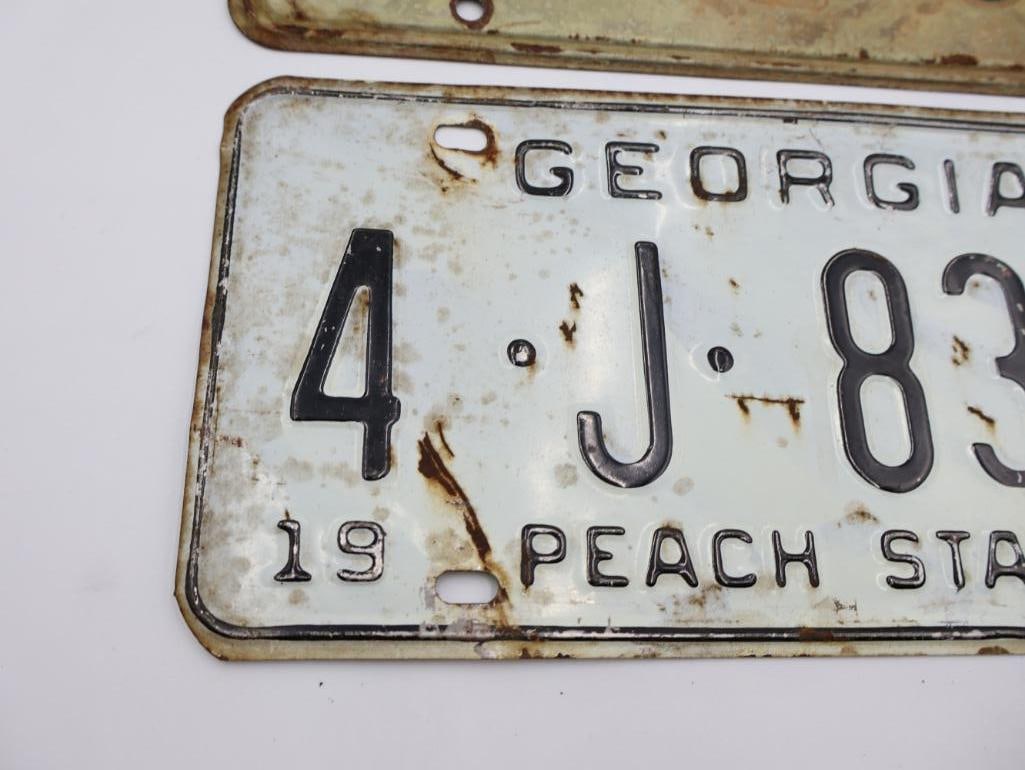 GEORGIA
4·J·83
19 PEACH STA